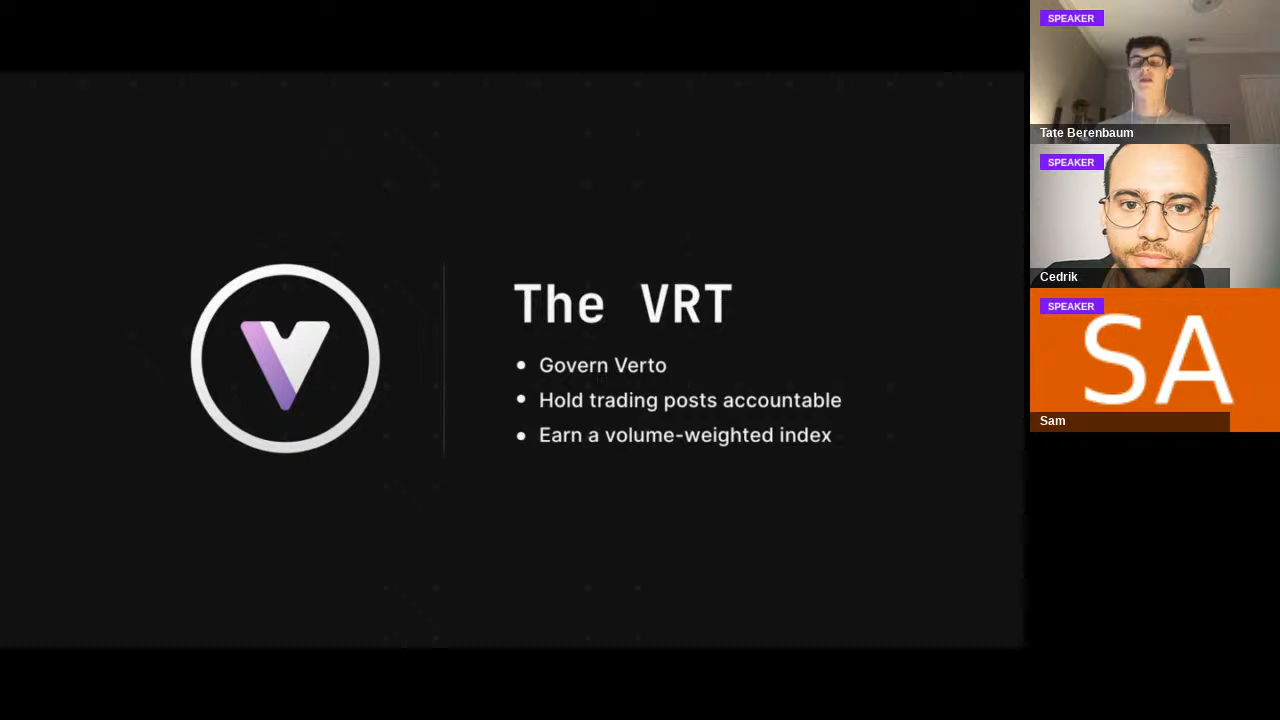 The VRT
Govern Verto
Hold trading posts accountable
Earn a volume-weighted index
SPEAKER
Tate Berenbaum
SPEAKER
Cedrik
SPEAKER
SA
Sam